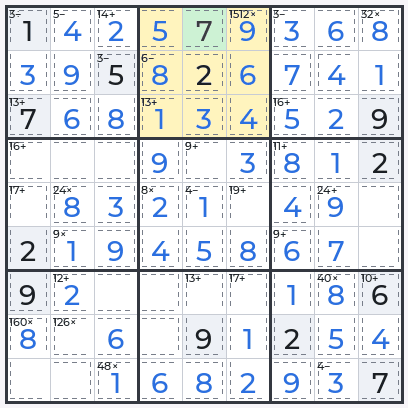 3÷ 5− 14+ 1512× 3− 32×
1 4 2 5 7 9 3 6 8
3− 6−
3 9 5 8 2 6 7 4 1
13+ 13+ 16+
7 6 8 1 3 4 5 2 9
16+ 9+ 11+
9 3 8 1 2
17+ 24× 8× 4− 19+ 24+
8 3 2 1 4 9
9× 9+
2 1 9 4 5 8 6 7
12+ 13+ 17+ 40× 10+
9 2 1 8 6
160× 126×
8 6 9 1 2 5 4
48× 4−
1 6 8 2 9 3 7